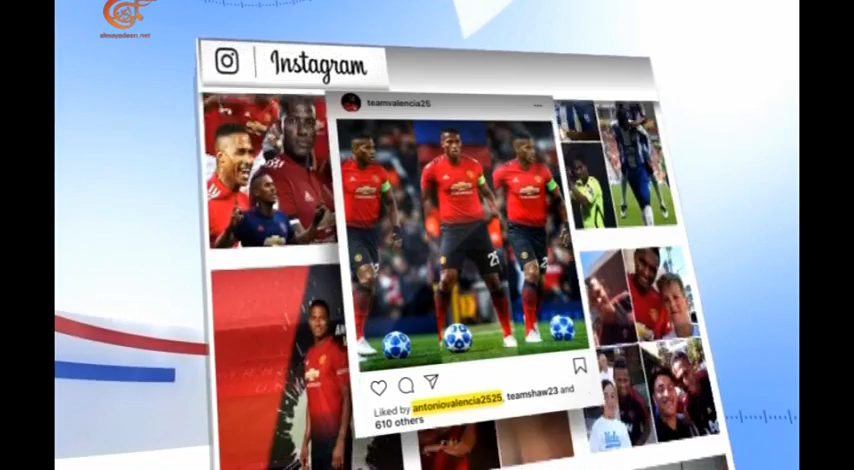 almayadeen.net
Instagram
teamvalencia25
Liked by antoniovalencia2525, teamshaw23 and
610 others